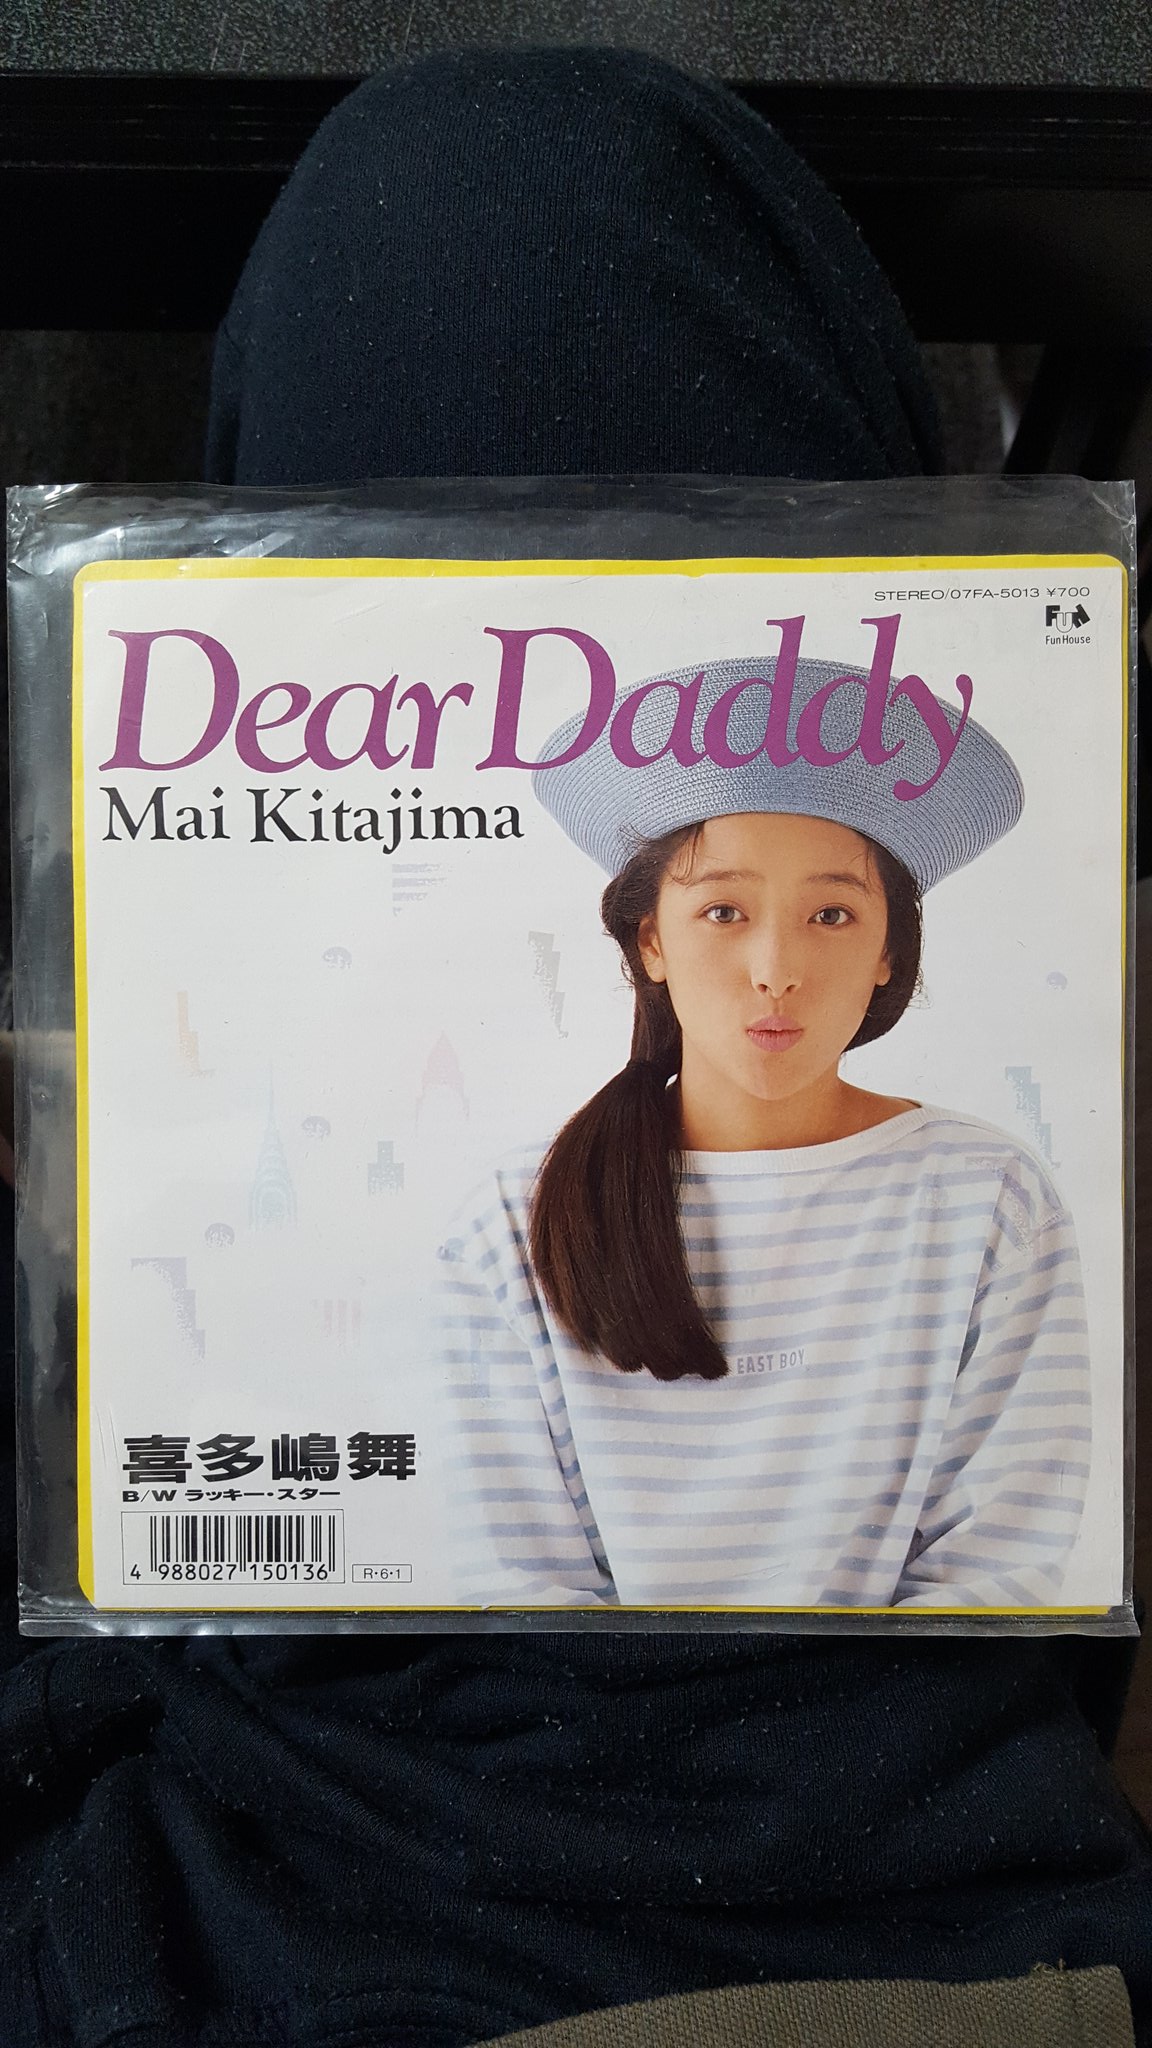 STEREO/07FA-5013 ¥700
Fun
Fun House
Dear Daddy
Mai Kitajima
EAST BOY
喜多嶋舞
B/W ラッキー・スター
4 988027 150136
R・6・1